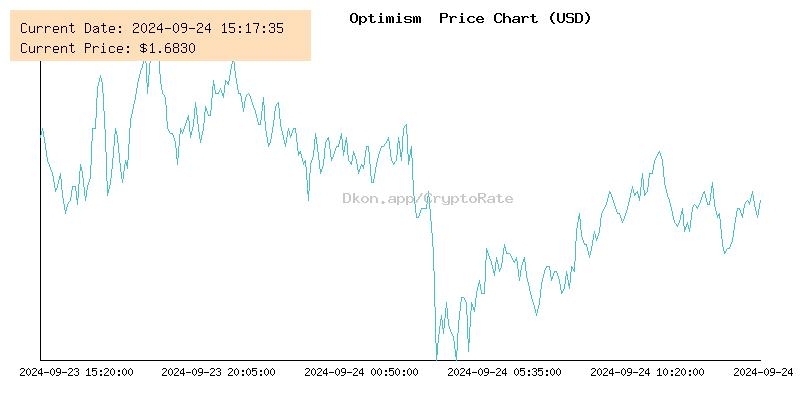 Optimism  Price Chart (USD)
Current Date: 2024-09-24 15:17:35
Current Price: $1.6830
Dkon.app/CryptoRate
2024-09-23 15:20:00 2024-09-23 20:05:00 2024-09-24 00:50:00 2024-09-24 05:35:00 2024-09-24 10:20:00 2024-09-24